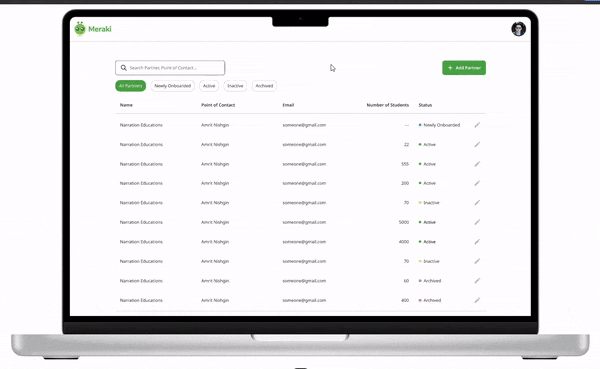 Meraki
Search Partner, Point of Contact...
+ Add Partner
All Partners Newly Onboarded Active Inactive Archived
Name Point of Contact Email Number of Students Status
Narration Educations Amrit Nishgin someone@gmail.com -- Newly Onboarded
Narration Educations Amrit Nishgin someone@gmail.com 22 Active
Narration Educations Amrit Nishgin someone@gmail.com 555 Active
Narration Educations Amrit Nishgin someone@gmail.com 200 Active
Narration Educations Amrit Nishgin someone@gmail.com 70 Inactive
Narration Educations Amrit Nishgin someone@gmail.com 5000 Active
Narration Educations Amrit Nishgin someone@gmail.com 4000 Active
Narration Educations Amrit Nishgin someone@gmail.com 70 Inactive
Narration Educations Amrit Nishgin someone@gmail.com 60 Archived
Narration Educations Amrit Nishgin someone@gmail.com 400 Archived